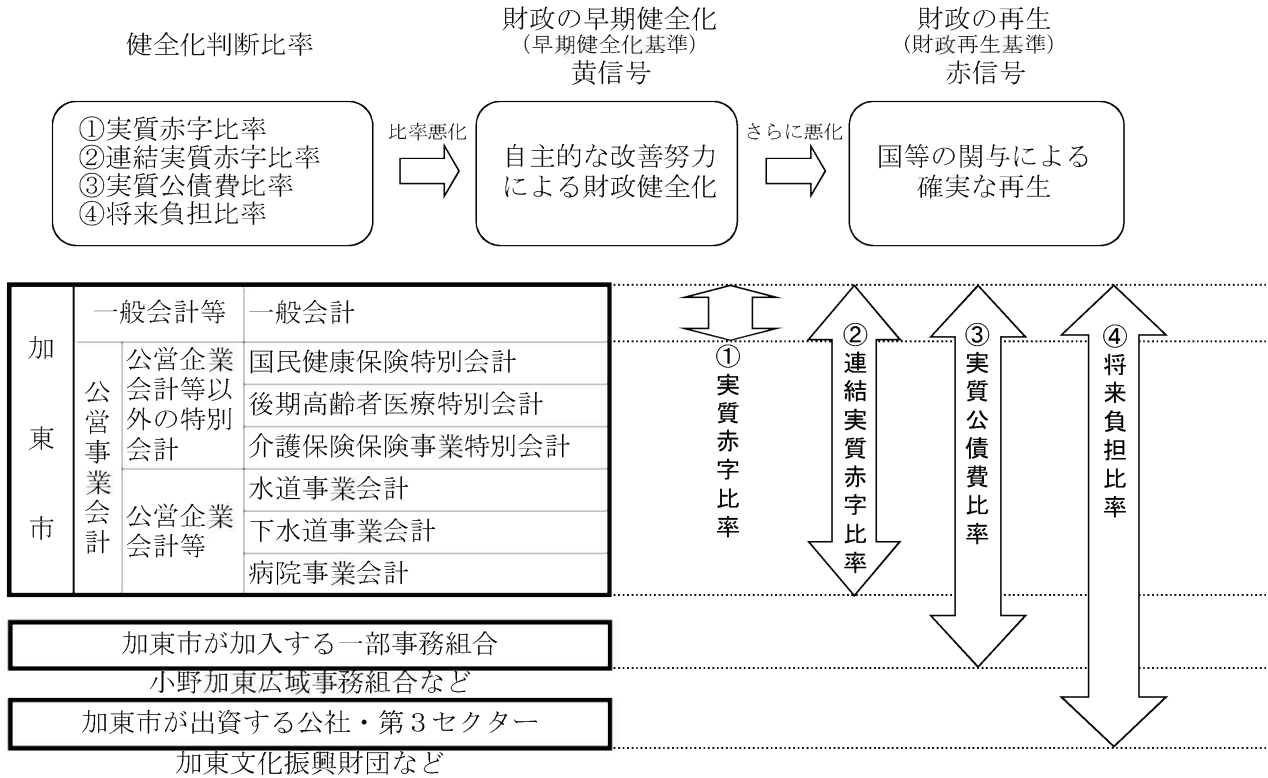 健全化判断比率
財政の早期健全化
（早期健全化基準）
黄信号
財政の再生
（財政再生基準）
赤信号
①実質赤字比率
②連結実質赤字比率
③実質公債費比率
④将来負担比率
比率悪化
自主的な改善努力
による財政健全化
さらに悪化
国等の関与による
確実な再生
加東市
一般会計等
一般会計
公営事業会計
公営企業
会計等以
外の特別
会計
国民健康保険特別会計
後期高齢者医療特別会計
介護保険保険事業特別会計
公営企業
会計等
水道事業会計
下水道事業会計
病院事業会計
①実質赤字比率
②連結実質赤字比率
③実質公債費比率
④将来負担比率
加東市が加入する一部事務組合
小野加東広域事務組合など
加東市が出資する公社・第３セクター
加東文化振興財団など